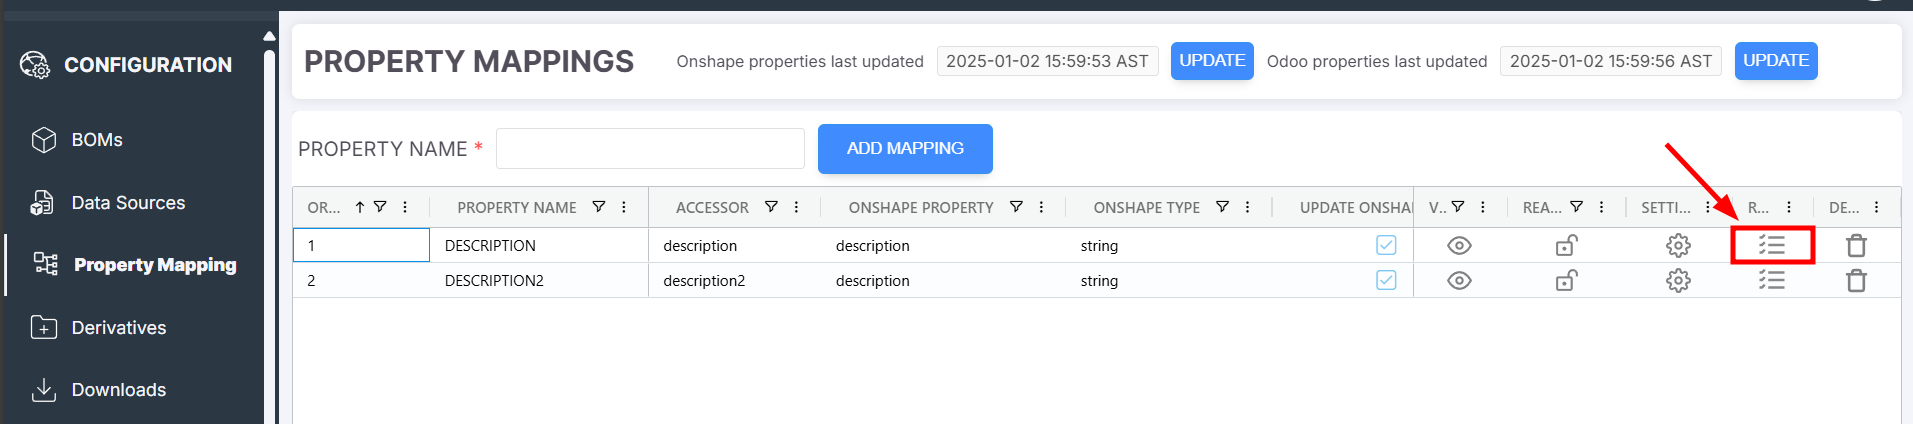 CONFIGURATION
BOMs
Data Sources
Property Mapping
Derivatives
Downloads
PROPERTY MAPPINGS Onshape properties last updated 2025-01-02 15:59:53 AST UPDATE Odoo properties last updated 2025-01-02 15:59:56 AST UPDATE
PROPERTY NAME * ADD MAPPING
OR... PROPERTY NAME ACCESSOR ONSHAPE PROPERTY ONSHAPE TYPE UPDATE ONSHA V... REA... SETTI... R... DE...
1 DESCRIPTION description description string
2 DESCRIPTION2 description2 description string